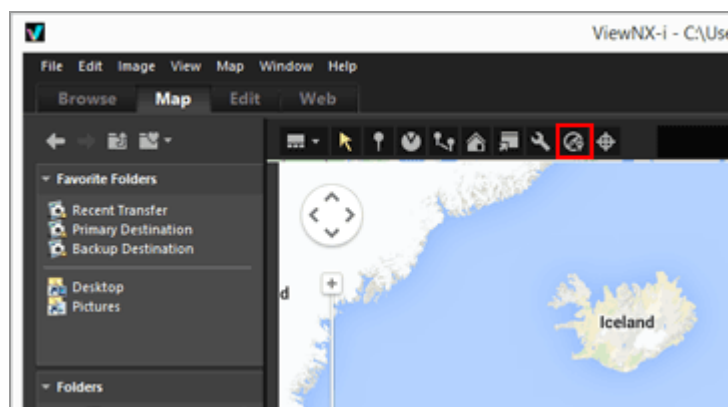 ViewNX-i - C:\Use
File Edit Image View Map Window Help
Browse Map Edit Web
Favorite Folders
Recent Transfer
Primary Destination
Backup Destination
Desktop
Pictures
Folders
d
Iceland